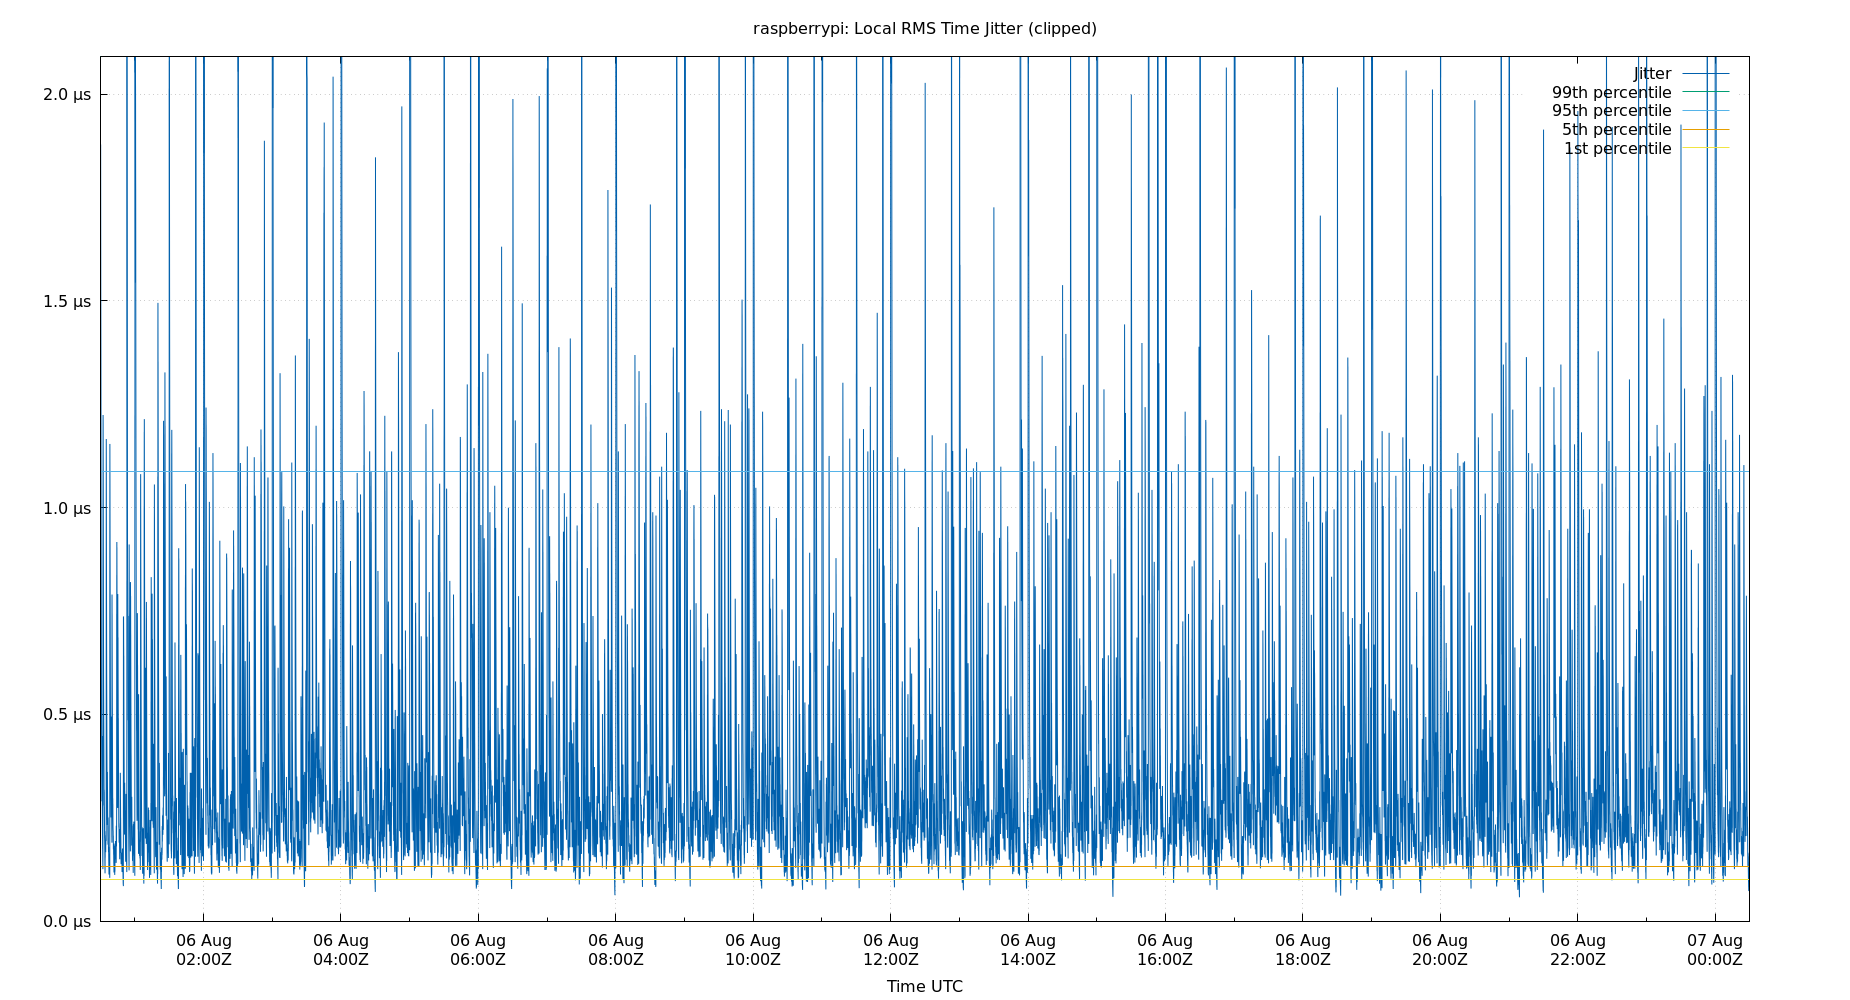 raspberrypi: Local RMS Time Jitter (clipped)
Jitter
99th percentile
95th percentile
5th percentile
1st percentile
2.0 μs
1.5 μs
1.0 μs
0.5 μs
0.0 μs
06 Aug 06 Aug 06 Aug 06 Aug 06 Aug 06 Aug 06 Aug 06 Aug 06 Aug 06 Aug 06 Aug 07 Aug
02:00Z 04:00Z 06:00Z 08:00Z 10:00Z 12:00Z 14:00Z 16:00Z 18:00Z 20:00Z 22:00Z 00:00Z
Time UTC